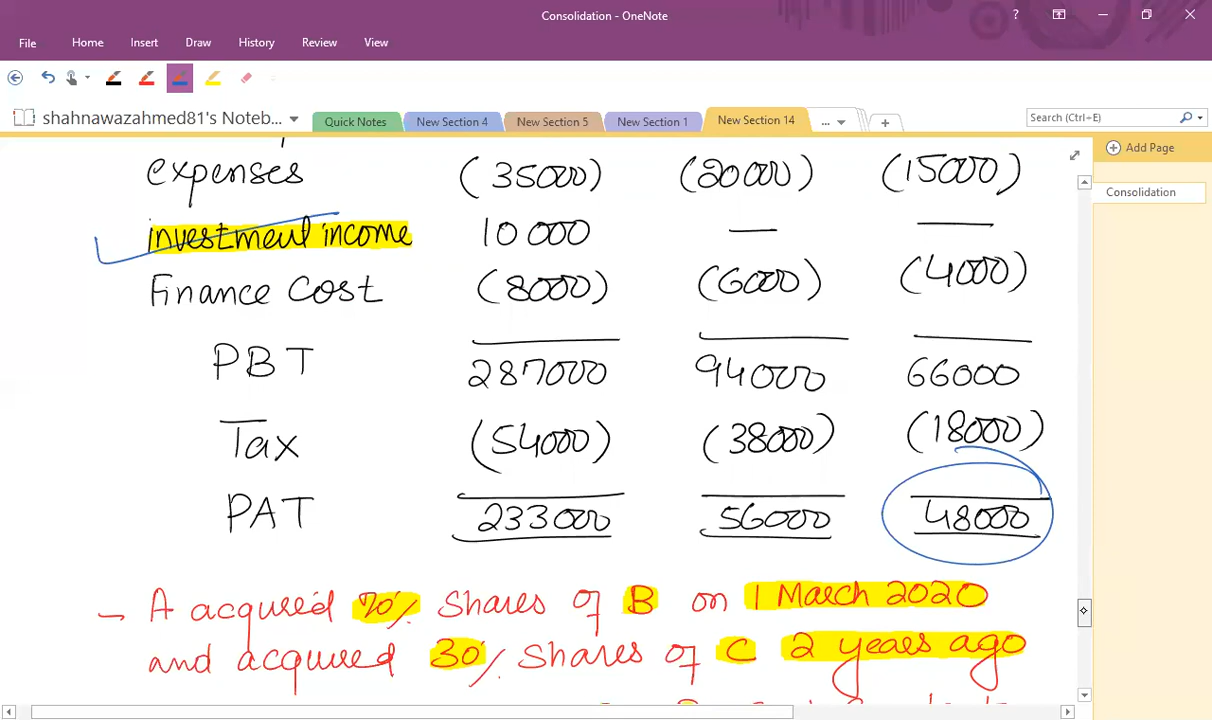 Consolidation - OneNote
?
File Home Insert Draw History Review View
shahnawazahmed81's Noteb... Quick Notes New Section 4 New Section 5 New Section 1 New Section 14 ... + Search (Ctrl+E)
Add Page
Consolidation
expenses (35000) (20000) (15000)
investment income 10 000 — —
Finance Cost (8000) (6000) (4000)
PBT 287000 94000 66000
Tax (54000) (38000) (18000)
PAT 233000 56000 48000
- A acquired 70% Shares of B on 1 March 2020
and acquired 30% Shares of C 2 years ago